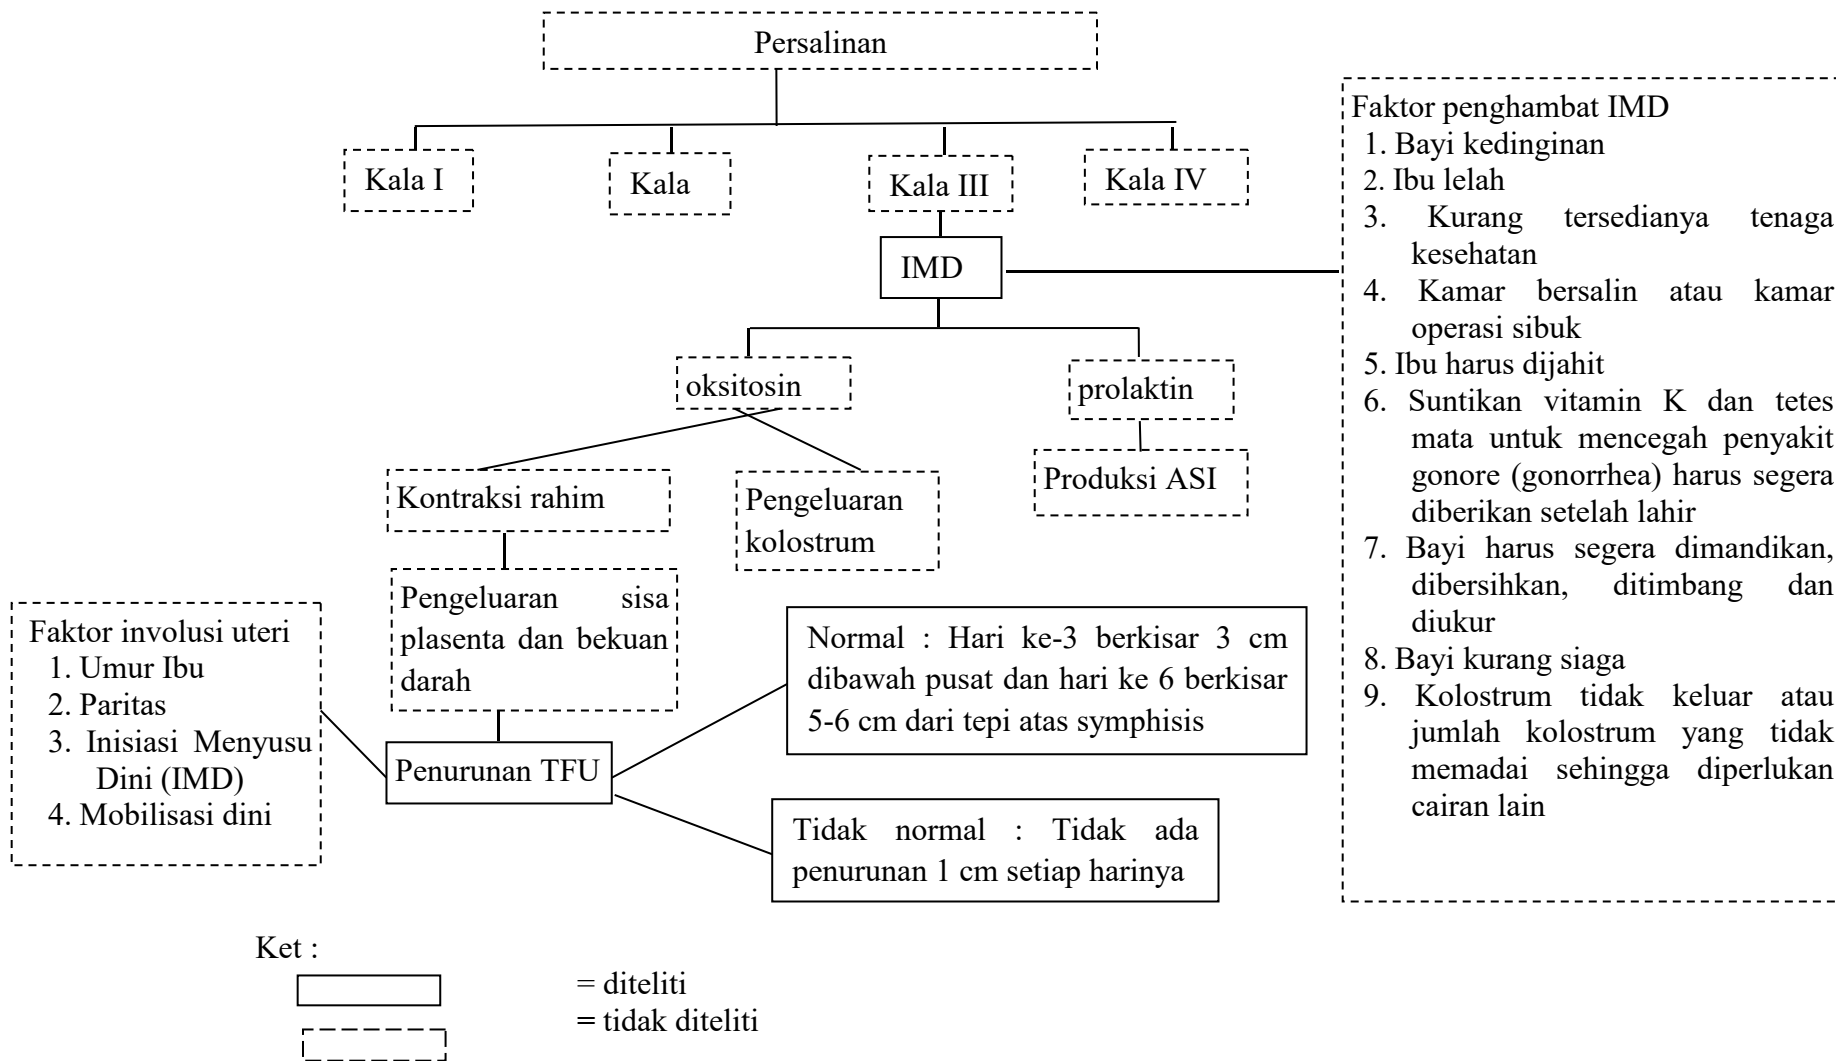 Persalinan
Kala I
Kala
Kala III
Kala IV
IMD
oksitosin
prolaktin
Kontraksi rahim
Pengeluaran
kolostrum
Produksi ASI
Pengeluaran sisa
plasenta dan bekuan
darah
Faktor involusi uteri
1. Umur Ibu
2. Paritas
3. Inisiasi Menyusu
Dini (IMD)
4. Mobilisasi dini
Penurunan TFU
Normal : Hari ke-3 berkisar 3 cm
dibawah pusat dan hari ke 6 berkisar
5-6 cm dari tepi atas symphisis
Tidak normal : Tidak ada
penurunan 1 cm setiap harinya
Faktor penghambat IMD
1. Bayi kedinginan
2. Ibu lelah
3. Kurang tersedianya tenaga
kesehatan
4. Kamar bersalin atau kamar
operasi sibuk
5. Ibu harus dijahit
6. Suntikan vitamin K dan tetes
mata untuk mencegah penyakit
gonore (gonorrhea) harus segera
diberikan setelah lahir
7. Bayi harus segera dimandikan,
dibersihkan, ditimbang dan
diukur
8. Bayi kurang siaga
9. Kolostrum tidak keluar atau
jumlah kolostrum yang tidak
memadai sehingga diperlukan
cairan lain
Ket :
= diteliti
= tidak diteliti